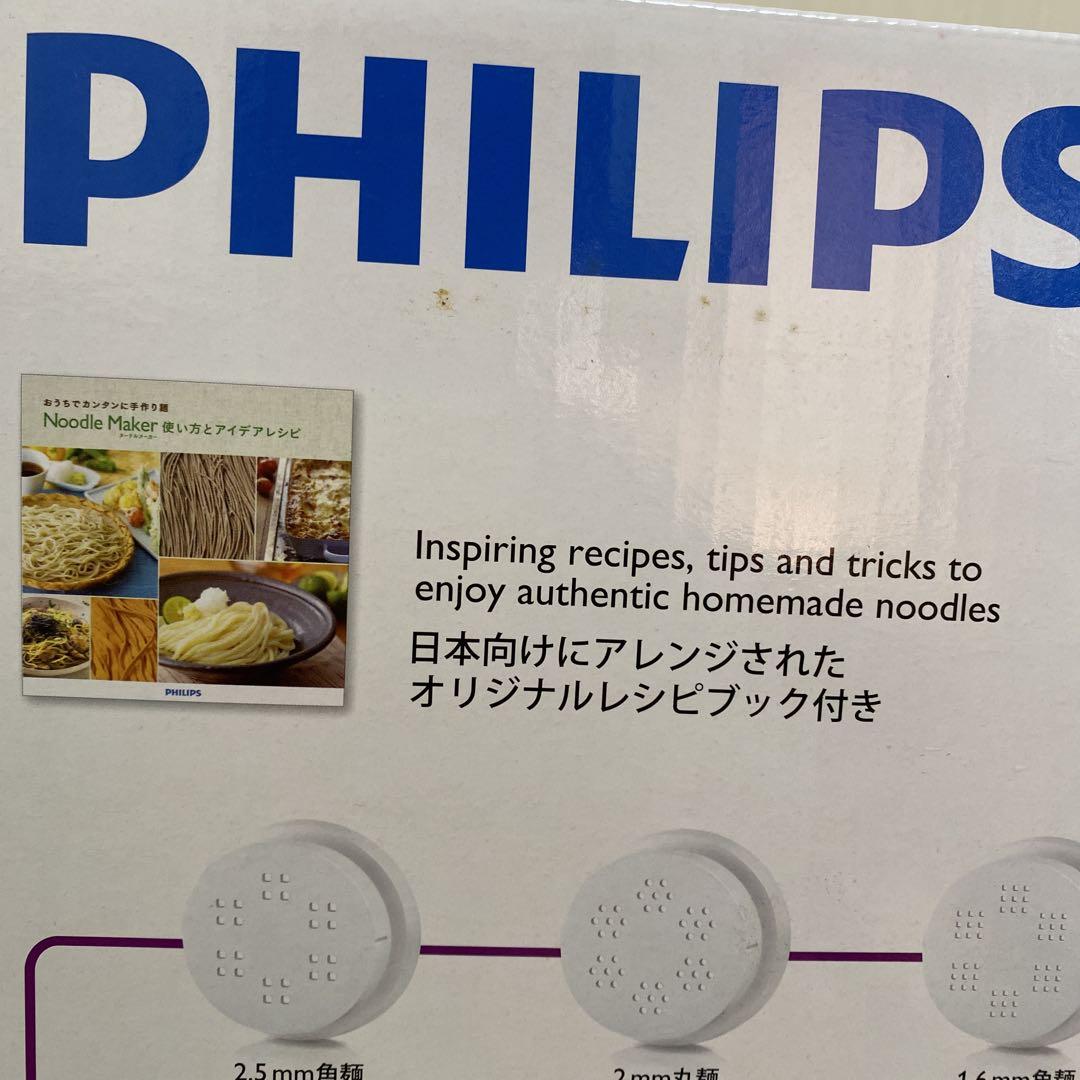 PHILIPS
おうちでカンタンに手作り麺
Noodle Maker 使い方とアイデアレシピ
ヌードルメーカー
PHILIPS
Inspiring recipes, tips and tricks to
enjoy authentic homemade noodles
日本向けにアレンジされた
オリジナルレシピブック付き
2.5mm角麺
2mm丸麺
1.6mm角麺